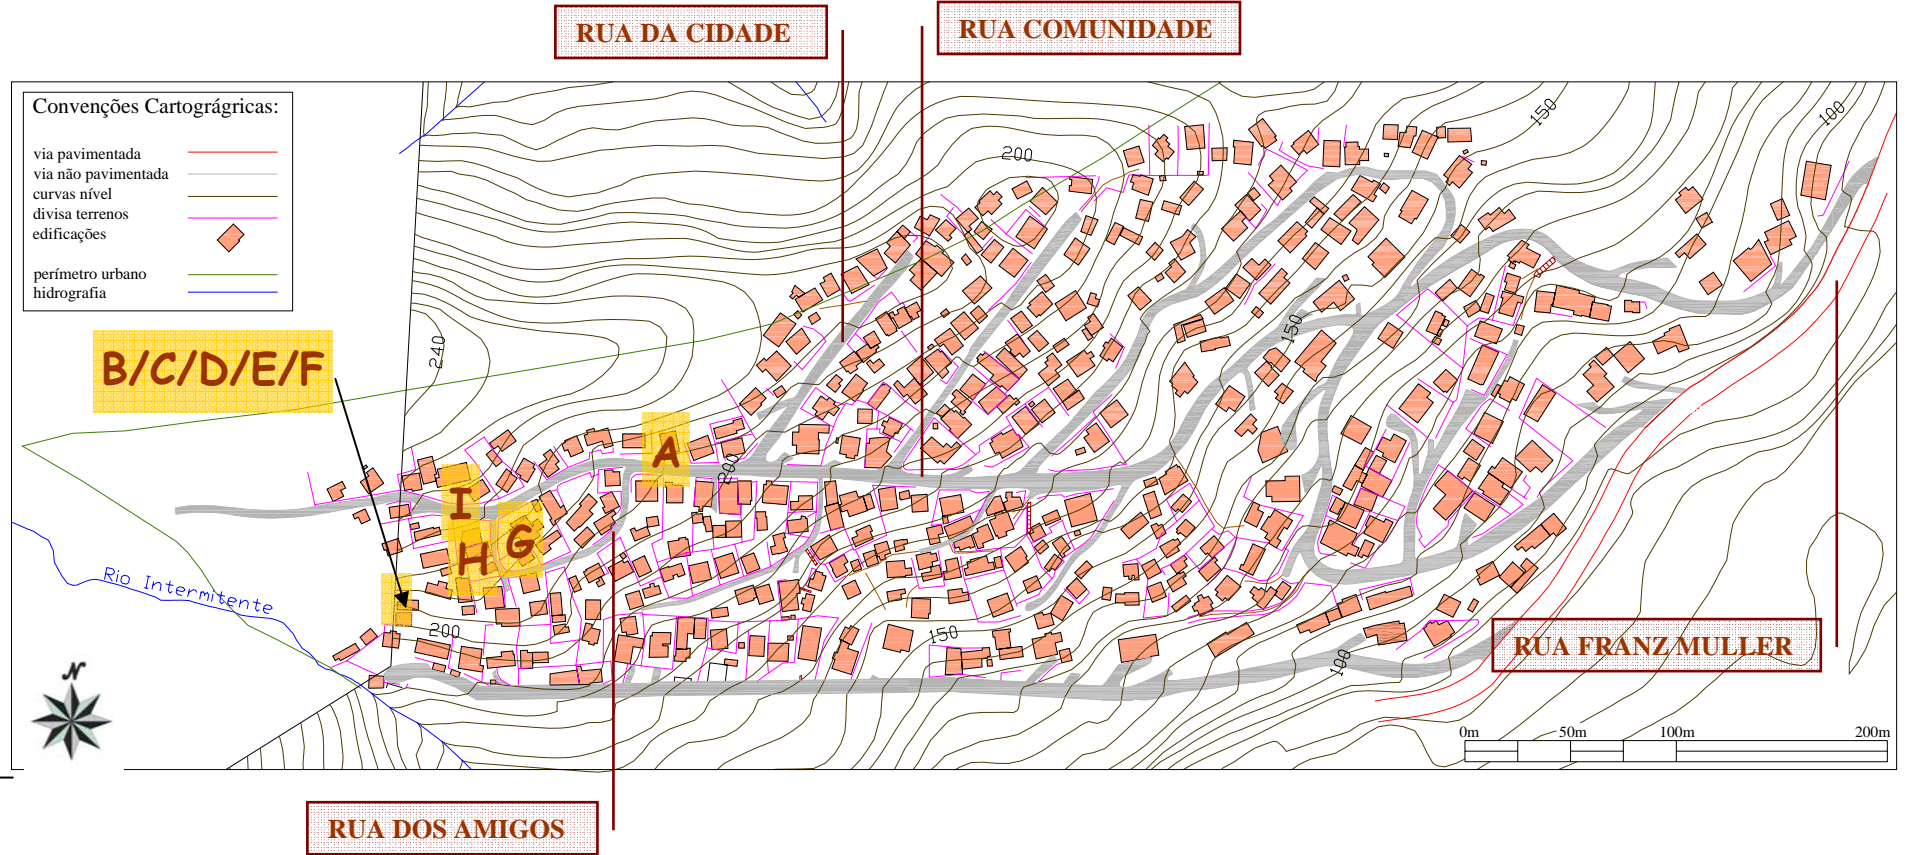 RUA DA CIDADE
RUA COMUNIDADE
Convenções Cartográgricas:
via pavimentada
via não pavimentada
curvas nível
divisa terrenos
edificações
perímetro urbano
hidrografia
200
150
100
240
150
B/C/D/E/F
A
200
I
G
H
Rio Intermitente
200
150
100
RUA FRANZ MULLER
N
0m
50m
100m
200m
RUA DOS AMIGOS